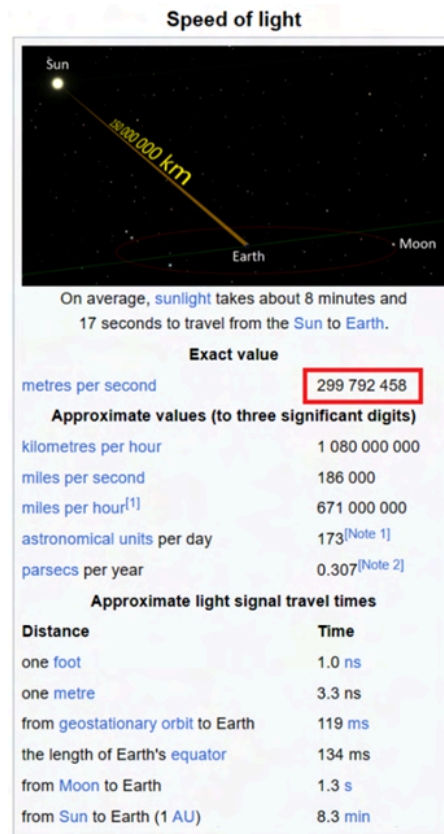 Speed of light
Sun
150 000 000 km
Earth
Moon
On average, sunlight takes about 8 minutes and
17 seconds to travel from the Sun to Earth.
Exact value
metres per second 299 792 458
Approximate values (to three significant digits)
kilometres per hour 1 080 000 000
miles per second 186 000
miles per hour[1] 671 000 000
astronomical units per day 173[Note 1]
parsecs per year 0.307[Note 2]
Approximate light signal travel times
Distance Time
one foot 1.0 ns
one metre 3.3 ns
from geostationary orbit to Earth 119 ms
the length of Earth's equator 134 ms
from Moon to Earth 1.3 s
from Sun to Earth (1 AU) 8.3 min